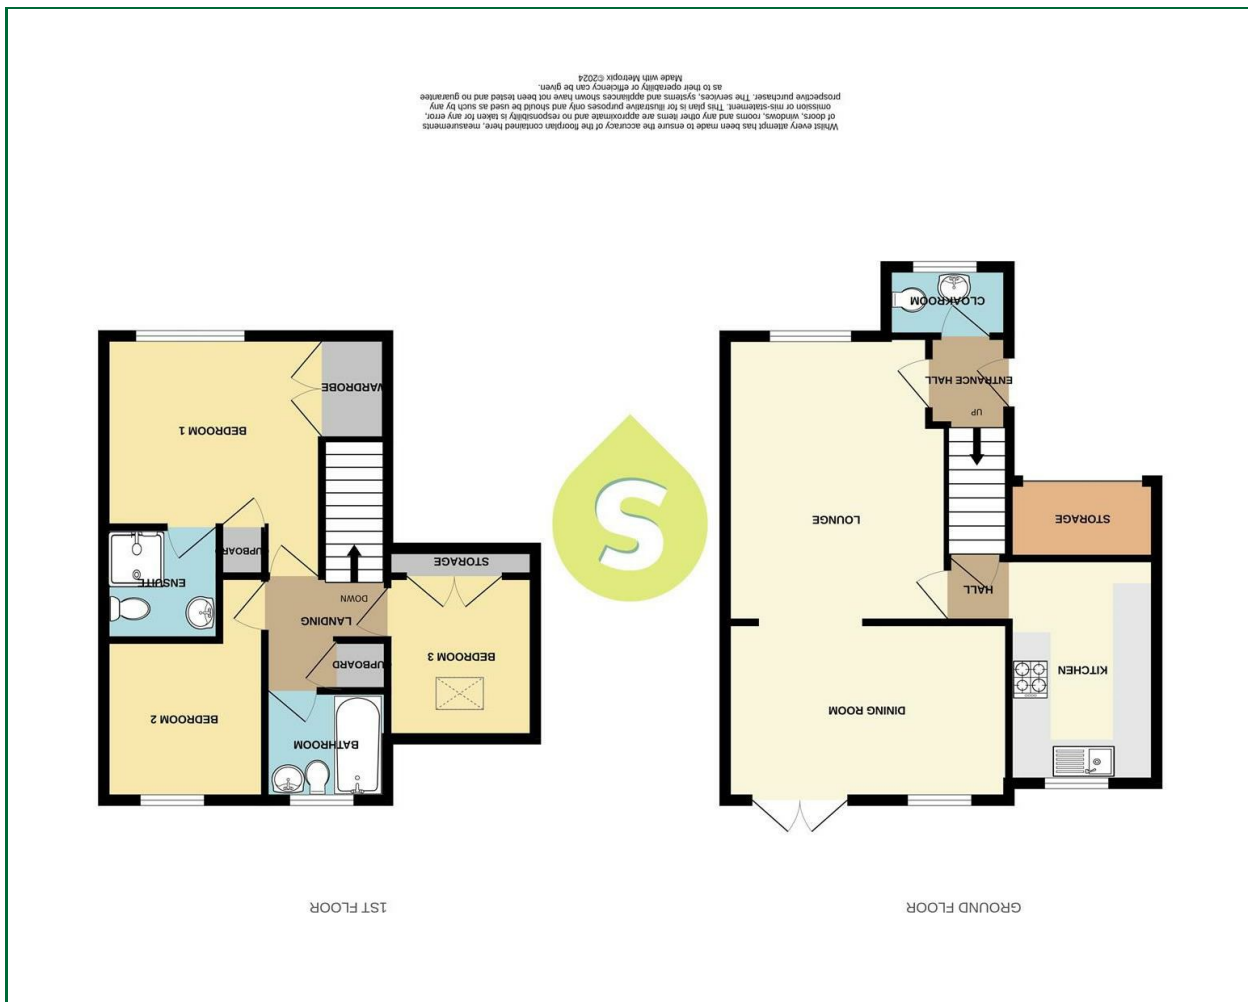 GROUND FLOOR
1ST FLOOR
KITCHEN
DINING ROOM
HALL
STORAGE
LOUNGE
UP
ENTRANCE HALL
CLOAKROOM
BATHROOM
BEDROOM 2
BEDROOM 3
UPBOARD
LANDING
DOWN
ENSUITE
STORAGE
UPBOARD
BEDROOM 1
WARDROBE
S
Whilst every attempt has been made to ensure the accuracy of the floorplan contained here, measurements
of doors, windows, rooms and any other items are approximate and no responsibility is taken for any error,
omission or mis-statement. This plan is for illustrative purposes only and should be used as such by any
prospective purchaser. The services, systems and appliances shown have not been tested and no guarantee
as to their operability or efficiency can be given.
Made with Metropix ©2024